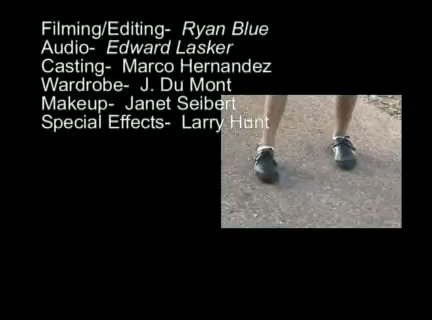 Filming/Editing- Ryan Blue
Audio- Edward Lasker
Casting- Marco Hernandez
Wardrobe- J. Du Mont
Makeup- Janet Seibert
Special Effects- Larry Hunt